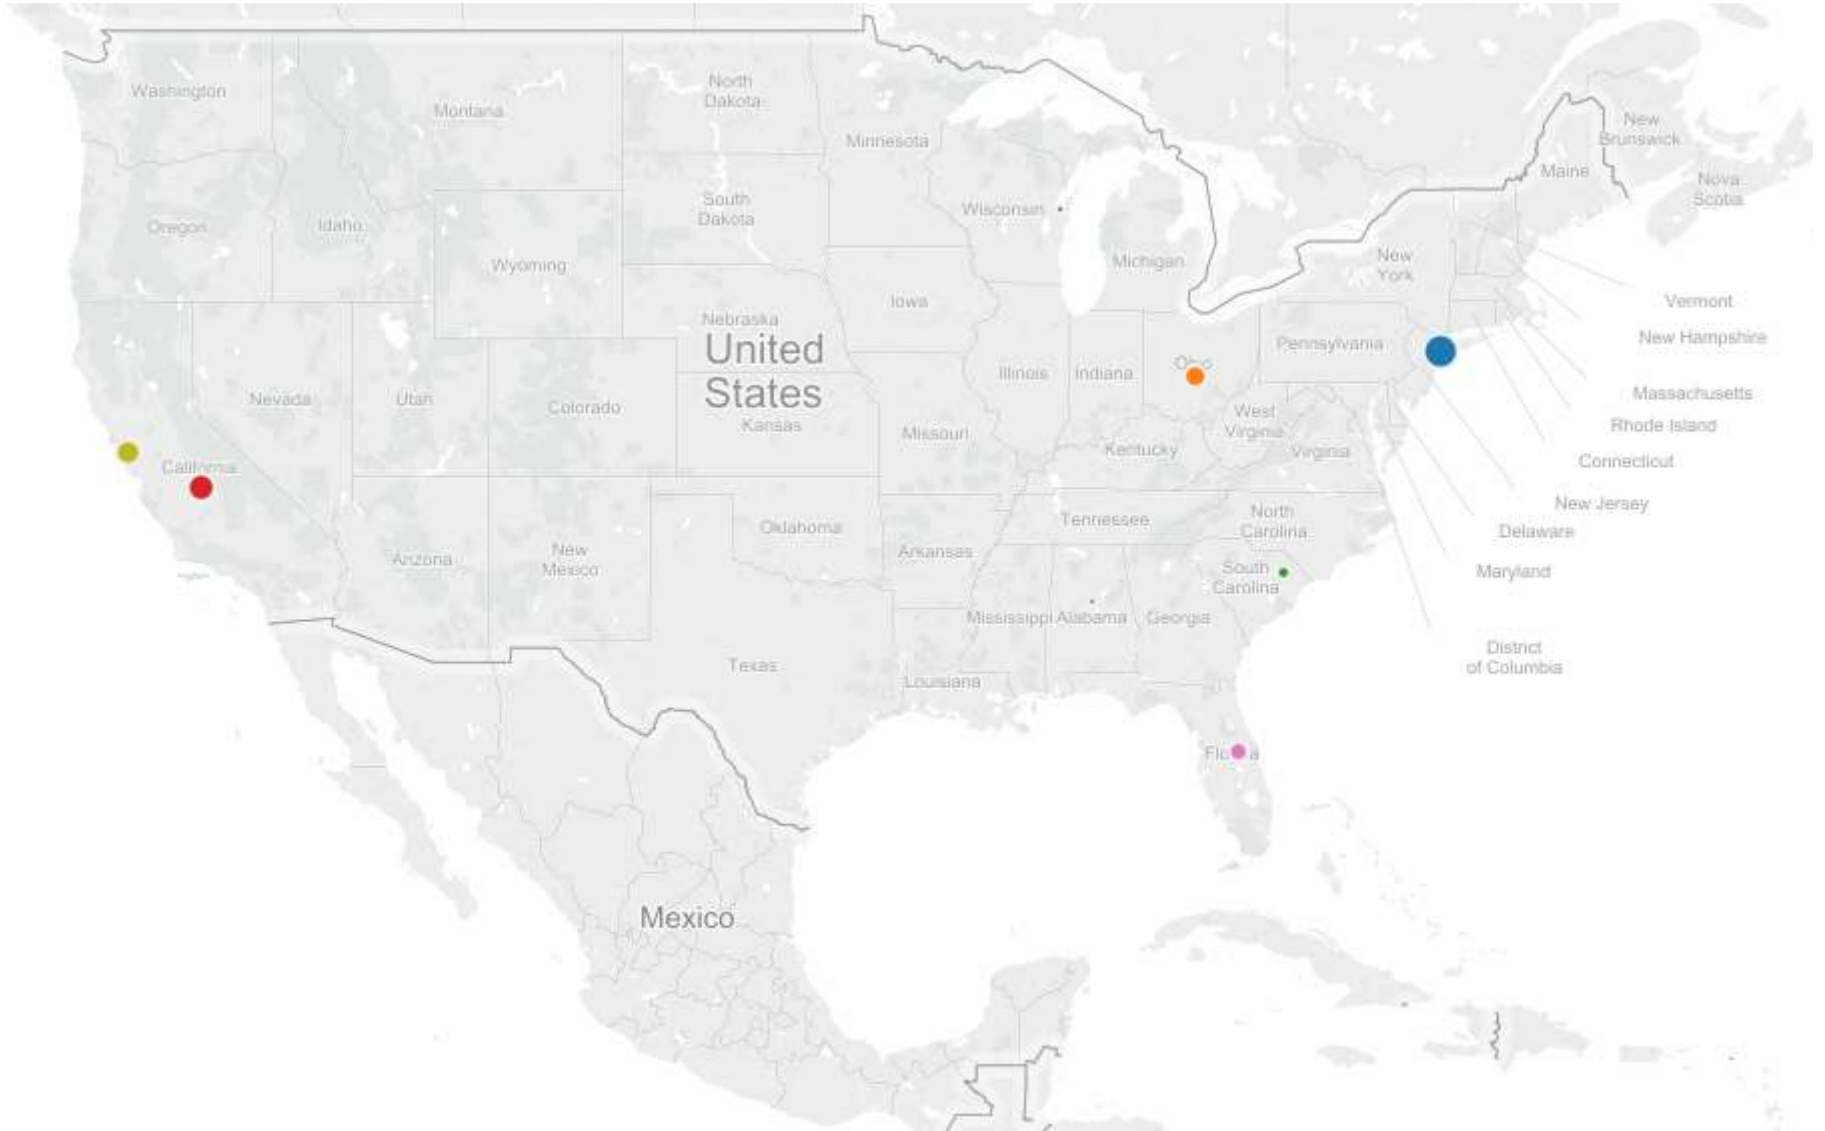 Washington
Montana
North
Dakota
Minnesota
New
Brunswick
Maine
Nova
Scotia
Oregon
Idaho
South
Dakota
Wisconsin
Wyoming
Michigan
New
York
Iowa
Vermont
Nebraska
New Hampshire
United
States
Pennsylvania
Ohio
Illinois
Indiana
Nevada
Utah
Colorado
Massachusetts
Kansas
West
Virginia
Rhode Island
Missouri
Kentucky
Virginia
Connecticut
California
New Jersey
Oklahoma
Tennessee
North
Carolina
Delaware
Arizona
New
Mexico
Arkansas
South
Carolina
Maryland
Mississippi
Alabama
Georgia
District
of Columbia
Texas
Louisiana
Flo a
Mexico